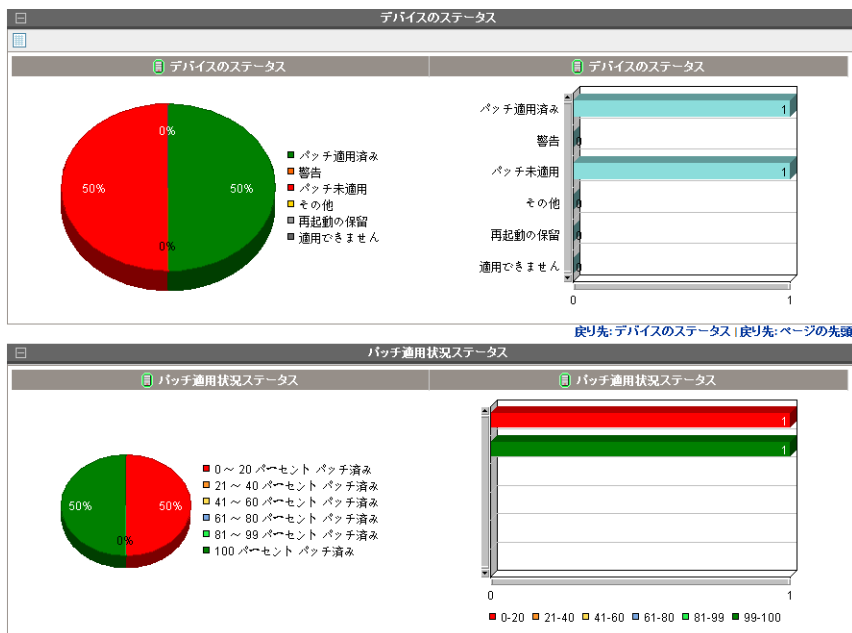 デバイスのステータス
デバイスのステータス
デバイスのステータス
0%
50%
50%
0%
パッチ適用済み
警告
パッチ未適用
その他
再起動の保留
適用できません
パッチ適用済み
1
警告
0
パッチ未適用
1
その他
0
再起動の保留
0
適用できません
0
0
1
戻り先:デバイスのステータス | 戻り先:ページの先頭
パッチ適用状況ステータス
パッチ適用状況ステータス
パッチ適用状況ステータス
50%
50%
0%
0 ~ 20 パーセント パッチ済み
21 ~ 40 パーセント パッチ済み
41 ~ 60 パーセント パッチ済み
61 ~ 80 パーセント パッチ済み
81 ~ 99 パーセント パッチ済み
100 パーセント パッチ済み
1
1
0
1
0-20 21-40 41-60 61-80 81-99 99-100